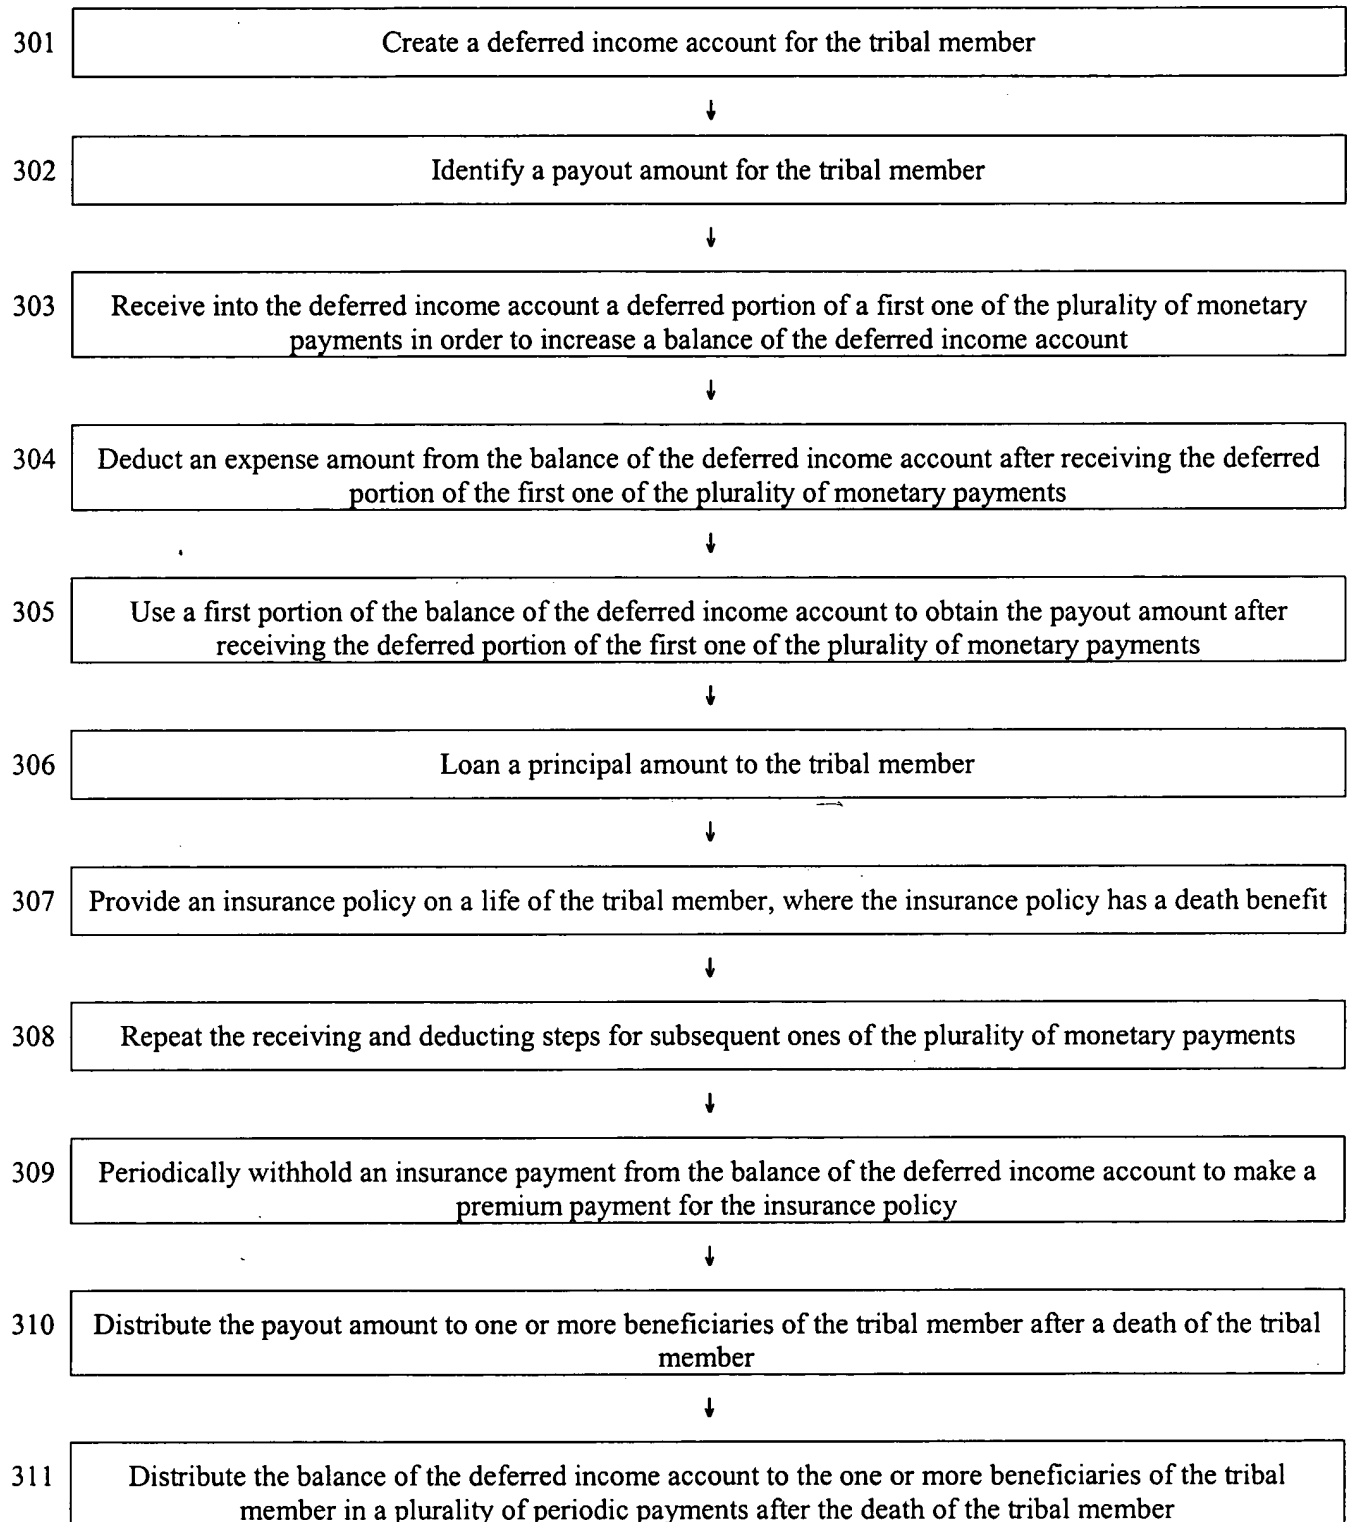 301 Create a deferred income account for the tribal member
302 Identify a payout amount for the tribal member
303 Receive into the deferred income account a deferred portion of a first one of the plurality of monetary
payments in order to increase a balance of the deferred income account
304 Deduct an expense amount from the balance of the deferred income account after receiving the deferred
portion of the first one of the plurality of monetary payments
305 Use a first portion of the balance of the deferred income account to obtain the payout amount after
receiving the deferred portion of the first one of the plurality of monetary payments
306 Loan a principal amount to the tribal member
307 Provide an insurance policy on a life of the tribal member, where the insurance policy has a death benefit
308 Repeat the receiving and deducting steps for subsequent ones of the plurality of monetary payments
309 Periodically withhold an insurance payment from the balance of the deferred income account to make a
premium payment for the insurance policy
310 Distribute the payout amount to one or more beneficiaries of the tribal member after a death of the tribal
member
311 Distribute the balance of the deferred income account to the one or more beneficiaries of the tribal
member in a plurality of periodic payments after the death of the tribal member